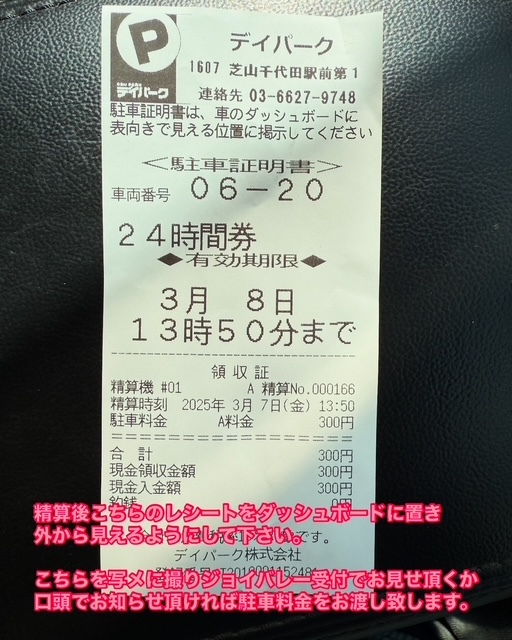 P
デイパーク
デイパーク
1607 芝山千代田駅前第1
連絡先 03-6627-9748
駐車証明書は、車のダッシュボードに
表向きで見える位置に掲示してください
＜駐車証明書＞
車両番号 06-20
24時間券
◆有効期限◆
3月 8日
13時50分まで
領収証
精算機 #01 A 精算No.000166
精算時刻 2025年 3月 7日(金) 13:50
駐車料金 A料金 300円
合 計 300円
現金領収金額 300円
現金入金額 300円
釣銭 0円
精算後こちらのレシートをダッシュボードに置き
外から見えるようにして下さい。
です。
デイパーク株式会社
こちらを写メに撮りジョイバレー受付でお見せ頂くか
口頭でお知らせ頂ければ駐車料金をお渡し致します。